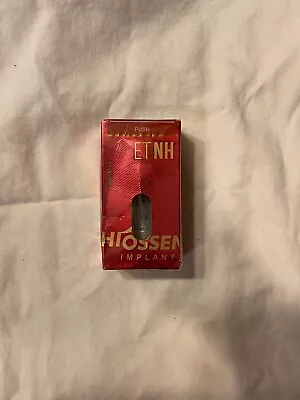 PUSH
ETNH
HIOSSEN
IMPLANT